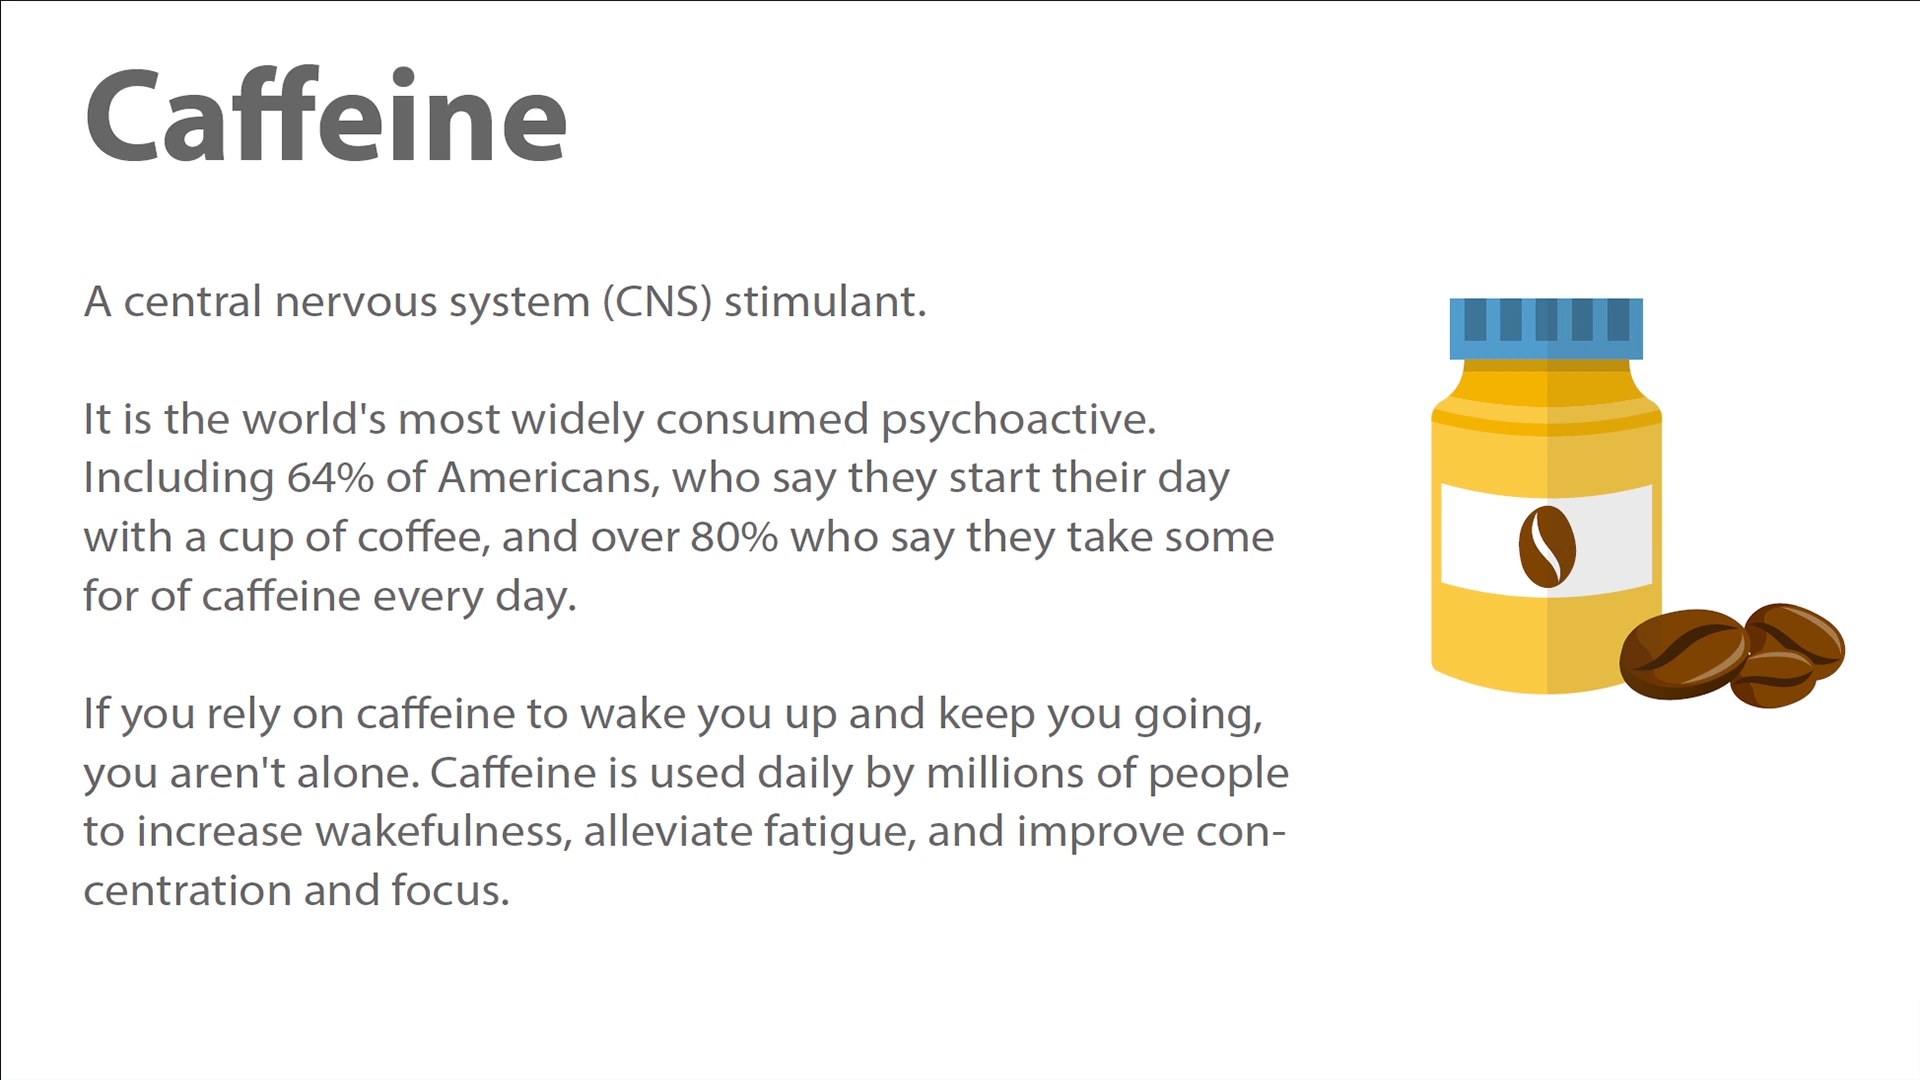 Caffeine
A central nervous system (CNS) stimulant.
It is the world's most widely consumed psychoactive.
Including 64% of Americans, who say they start their day
with a cup of coffee, and over 80% who say they take some
for of caffeine every day.
If you rely on caffeine to wake you up and keep you going,
you aren't alone. Caffeine is used daily by millions of people
to increase wakefulness, alleviate fatigue, and improve con-
centration and focus.